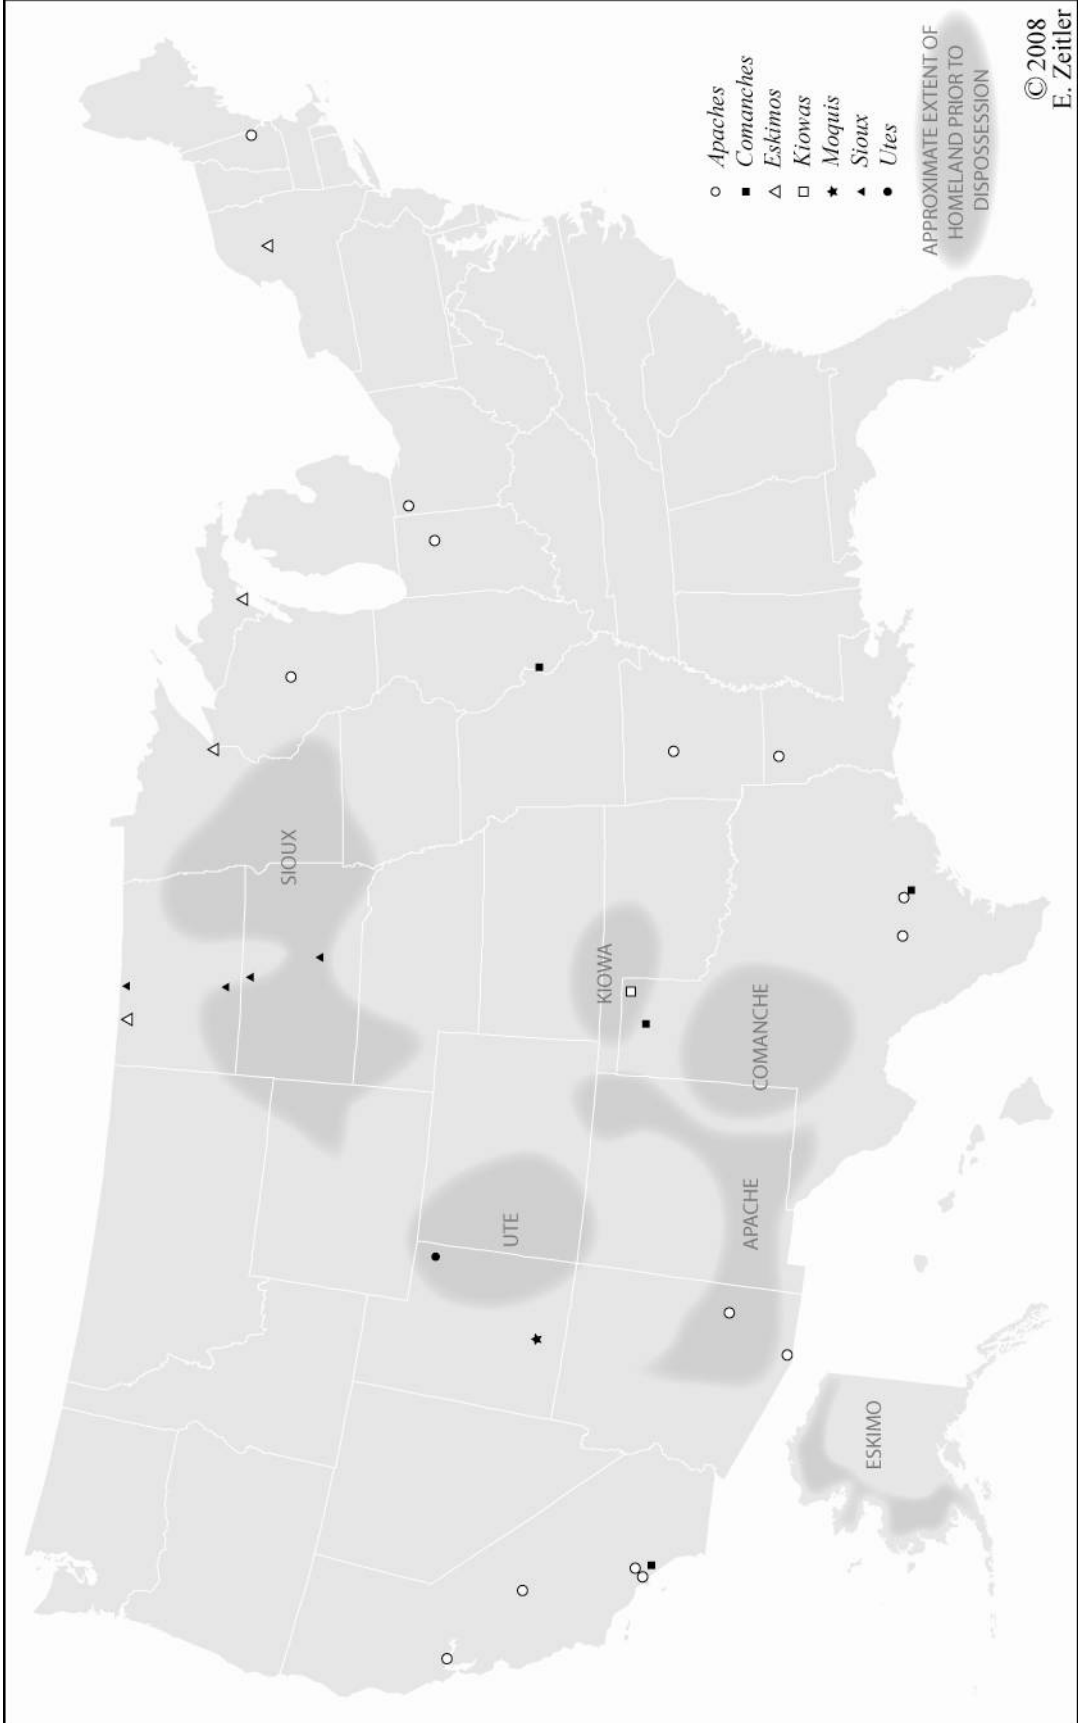 SIOUX
KIOWA
COMANCHE
UTE
APACHE
ESKIMO
Apaches
Comanches
Eskimos
Kiowas
Moquis
Sioux
Utes
APPROXIMATE EXTENT OF
HOMELAND PRIOR TO
DISPOSSESSION
© 2008
E. Zeitler